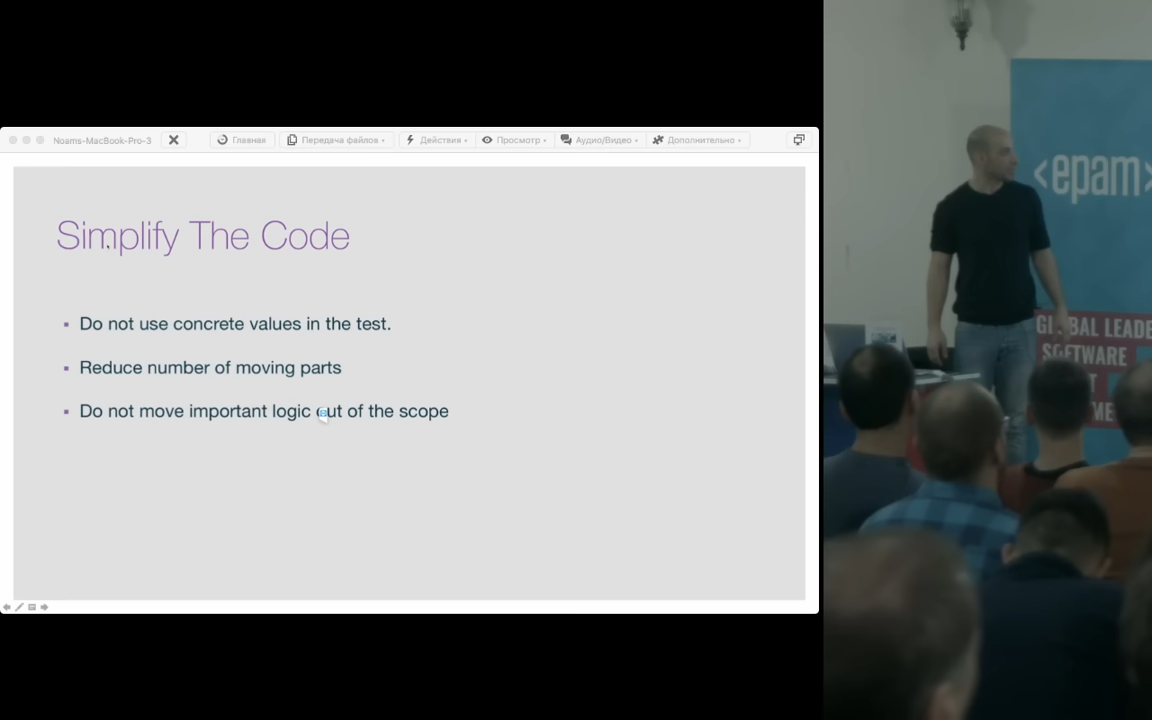 Noams-MacBook-Pro-3
Главная
Передача файлов
Действия
Просмотр
Аудио/Видео
Дополнительно
Simplify The Code
Do not use concrete values in the test.
Reduce number of moving parts
Do not move important logic out of the scope
<epam>
GLOBAL LEADE
SOFTWARE